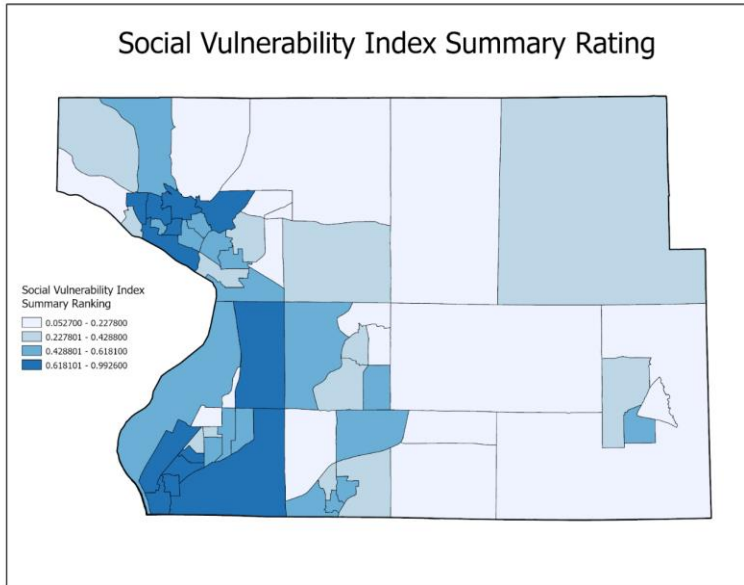 Social Vulnerability Index Summary Rating
Social Vulnerability Index
Summary Ranking
0.052700 - 0.227800
0.227801 - 0.428800
0.428801 - 0.618100
0.618101 - 0.992600